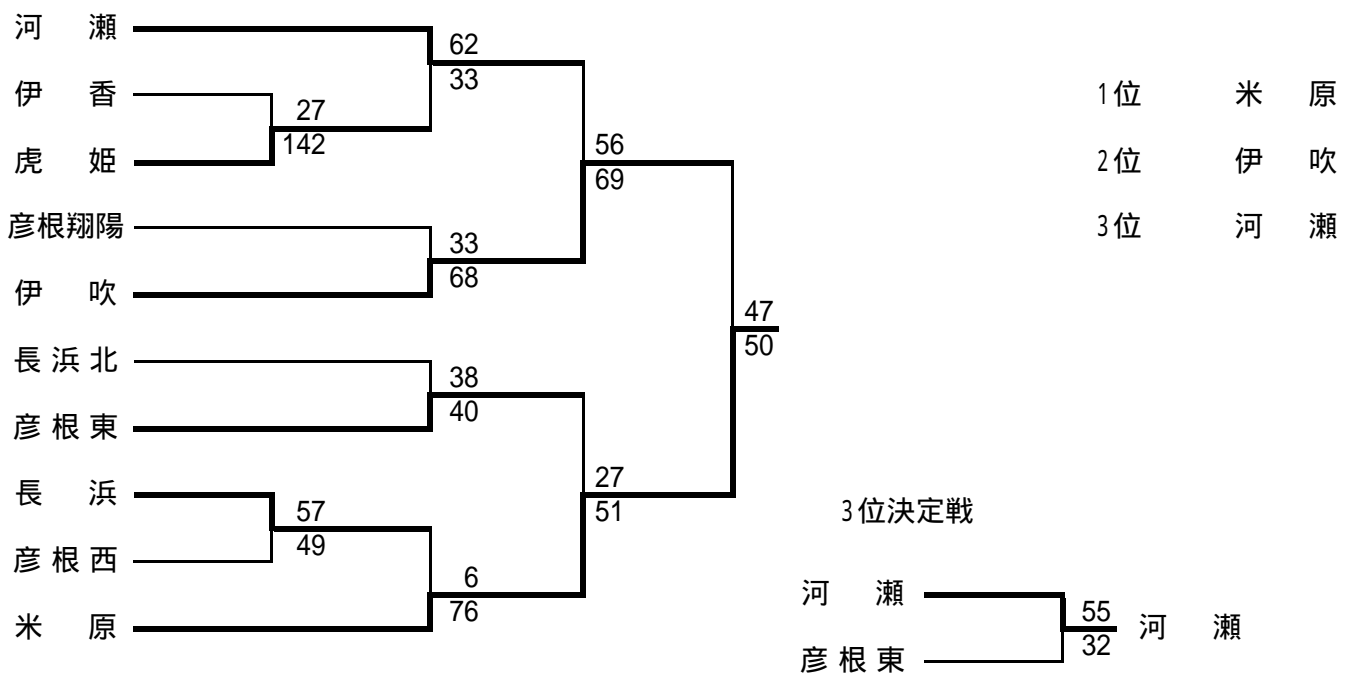 河　瀬
62
33
伊　香
27
142
虎　姫
56
69
彦根翔陽
33
68
伊　吹
47
50
長浜北
38
40
彦根東
長　浜
57
49
27
51
彦根西
6
76
米　原
1位　米　原
2位　伊　吹
3位　河　瀬
3位決定戦
河　瀬
55
32
河　瀬
彦根東